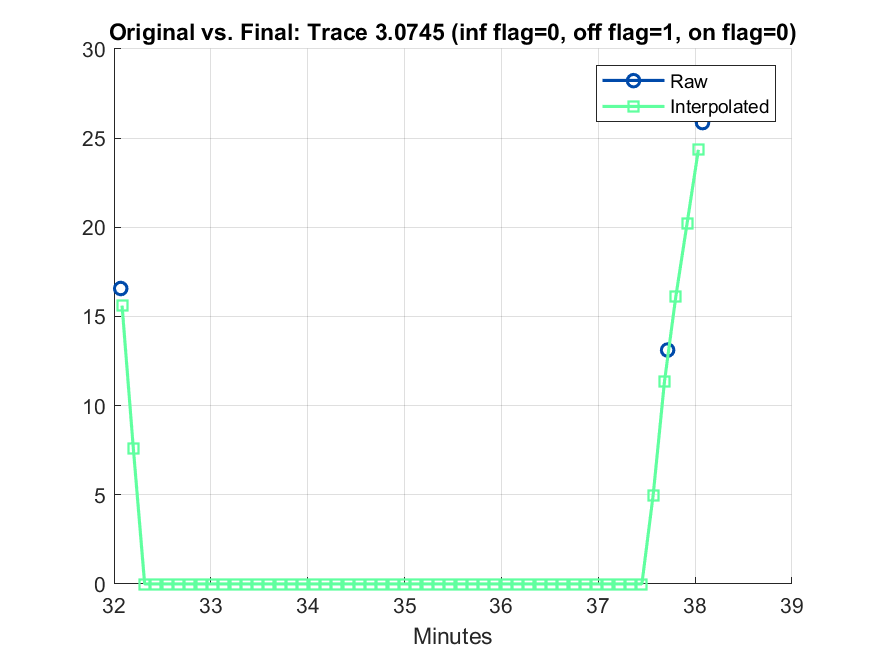 Original vs. Final: Trace 3.0745 (inf flag=0, off flag=1, on flag=0)
30
25
20
15
10
5
0
Raw
Interpolated
32 33 34 35 36 37 38 39
Minutes